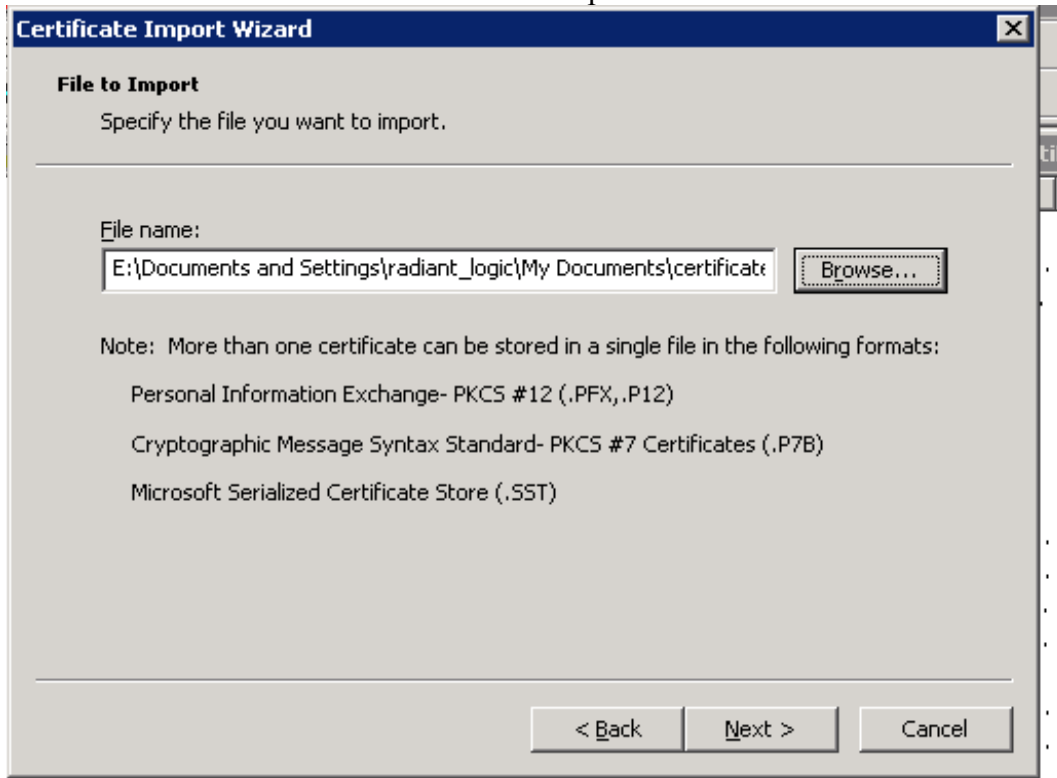 Certificate Import Wizard
File to Import
Specify the file you want to import.
File name:
E:\Documents and Settings\radiant_logic\My Documents\certificate
Browse...
Note: More than one certificate can be stored in a single file in the following formats:
Personal Information Exchange- PKCS #12 (.PFX,.P12)
Cryptographic Message Syntax Standard- PKCS #7 Certificates (.P7B)
Microsoft Serialized Certificate Store (.SST)
< Back
Next >
Cancel